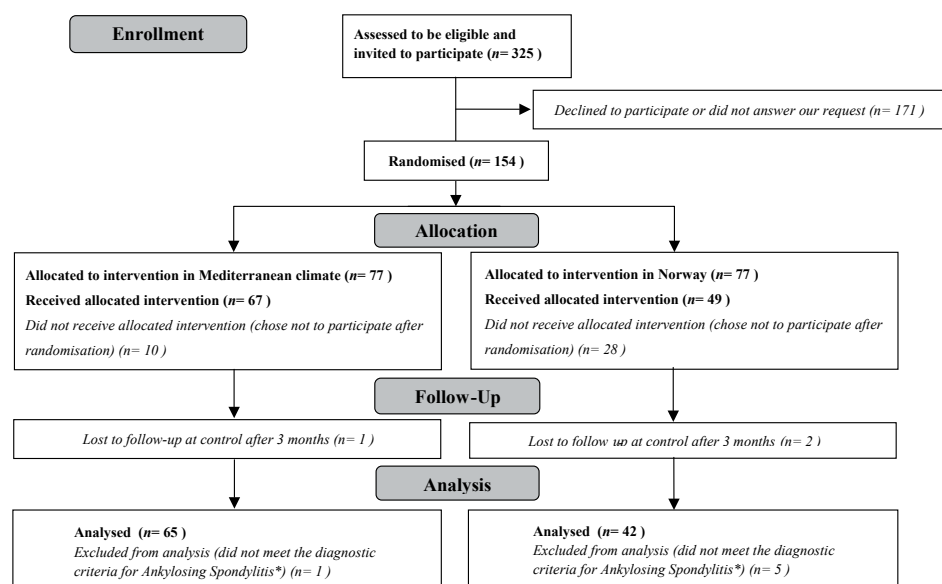 Enrollment
Assessed to be eligible and
invited to participate (n= 325)
Declined to participate or did not answer our request (n= 171 )
Randomised (n= 154 )
Allocation
Allocated to intervention in Mediterranean climate (n= 77 )
Received allocated intervention (n= 67 )
Did not receive allocated intervention (chose not to participate after
randomisation) (n= 10 )
Allocated to intervention in Norway (n= 77 )
Received allocated intervention (n= 49 )
Did not receive allocated intervention (chose not to participate after
randomisation) (n= 28 )
Follow-Up
Lost to follow-up at control after 3 months (n= 1 )
Lost to follow up at control after 3 months (n= 2 )
Analysis
Analysed (n= 65 )
Excluded from analysis (did not meet the diagnostic
criteria for Ankylosing Spondylitis*) (n= 1 )
Analysed (n= 42 )
Excluded from analysis (did not meet the diagnostic
criteria for Ankylosing Spondylitis*) (n= 5 )